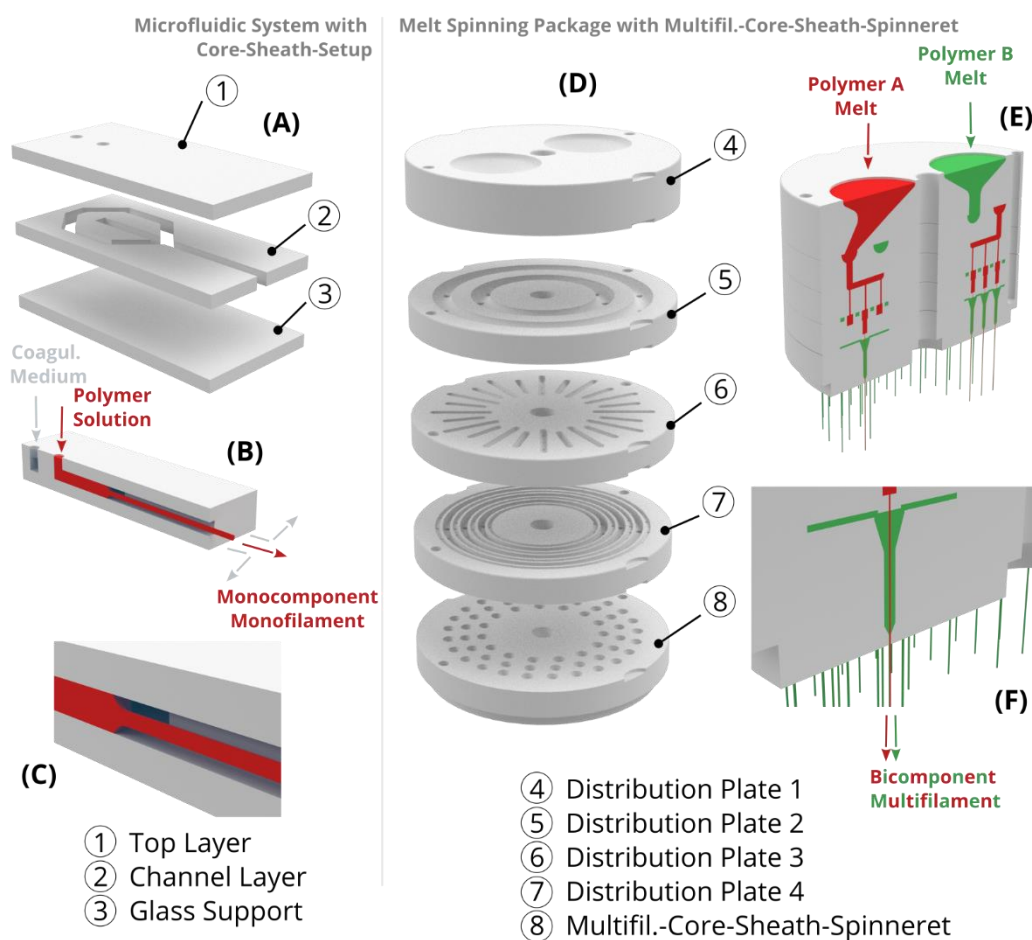 Microfluidic System with
Core-Sheath-Setup
1
(A)
2
3
Coagul.
Medium
Polymer
Solution
(B)
Monocomponent
Monofilament
(C)
1 Top Layer
2 Channel Layer
3 Glass Support
Melt Spinning Package with Multifil.-Core-Sheath-Spinneret
(D)
4
5
6
7
8
Polymer A
Melt
Polymer B
Melt
(E)
(F)
Bicomponent
Multifilament
4 Distribution Plate 1
5 Distribution Plate 2
6 Distribution Plate 3
7 Distribution Plate 4
8 Multifil.-Core-Sheath-Spinneret